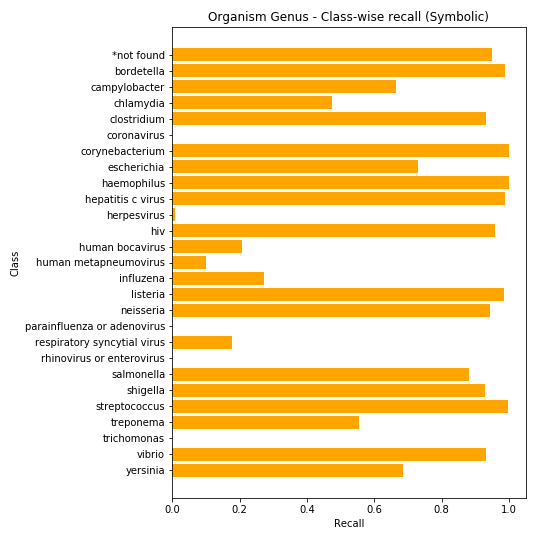 Organism Genus - Class-wise recall (Symbolic)
*not found
bordetella
campylobacter
chlamydia
clostridium
coronavirus
corynebacterium
escherichia
haemophilus
hepatitis c virus
herpesvirus
hiv
human bocavirus
human metapneumovirus
influzena
listeria
neisseria
parainfluenza or adenovirus
respiratory syncytial virus
rhinovirus or enterovirus
salmonella
shigella
streptococcus
treponema
trichomonas
vibrio
yersinia
Class
0.0 0.2 0.4 0.6 0.8 1.0
Recall